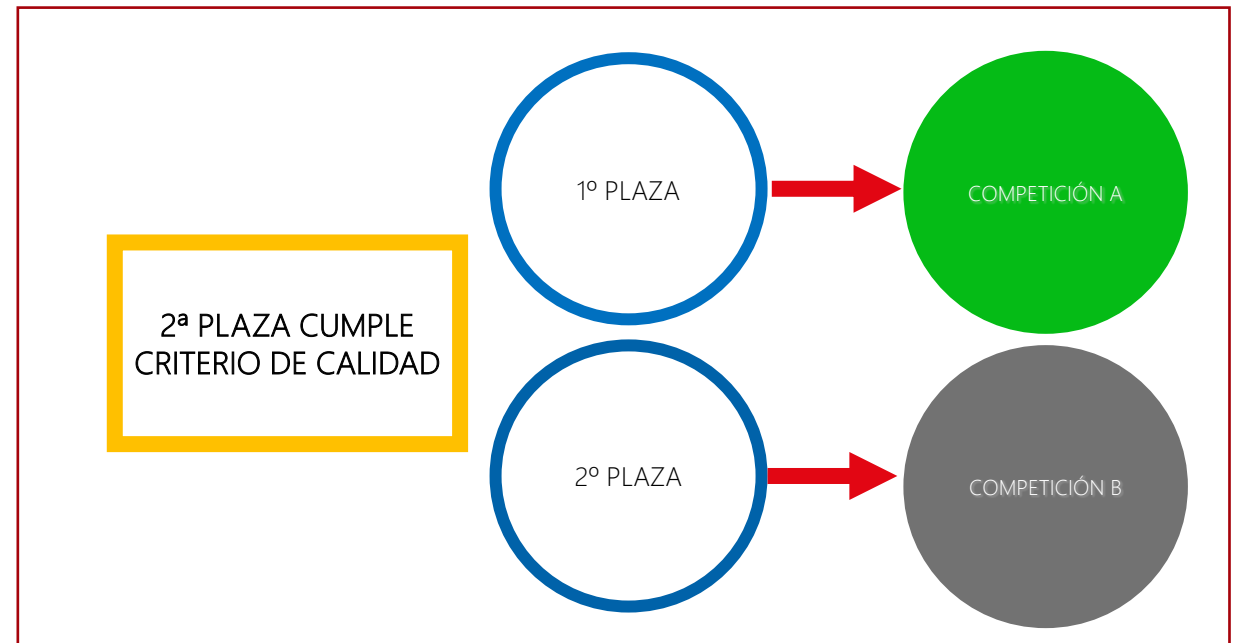 1º PLAZA
COMPETICIÓN A
2ª PLAZA CUMPLE
CRITERIO DE CALIDAD
2º PLAZA
COMPETICIÓN B